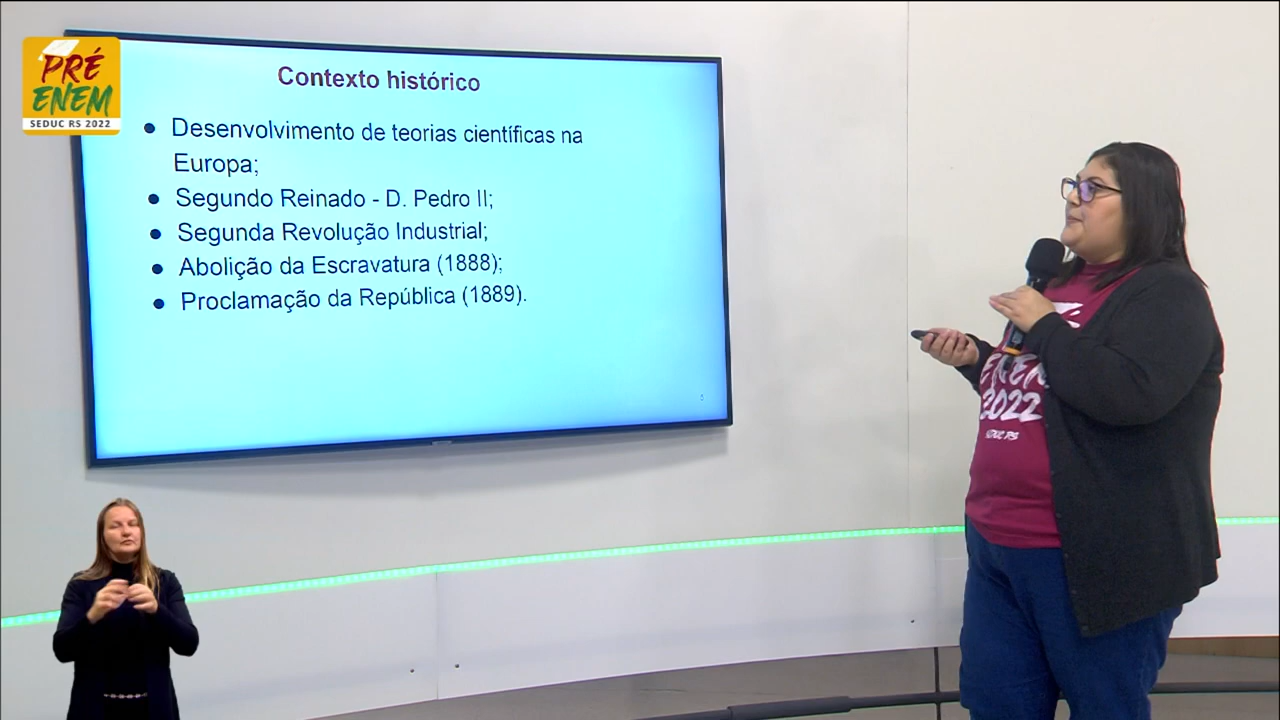 PRÉ
ENEM
SEDUC RS 2022
Contexto histórico
● Desenvolvimento de teorias científicas na
Europa;
● Segundo Reinado - D. Pedro II;
● Segunda Revolução Industrial;
● Abolição da Escravatura (1888);
● Proclamação da República (1889).
2022
SEDUC RS